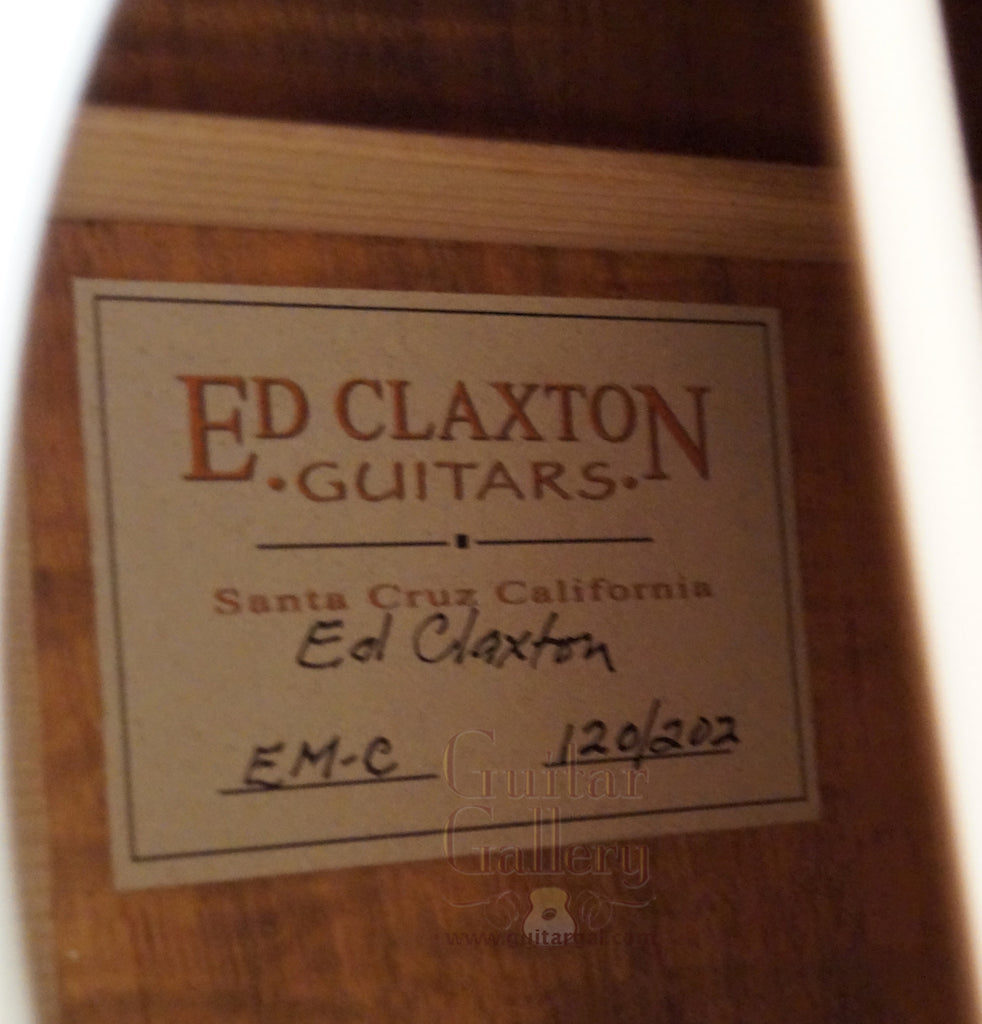 ED CLAXTON
.GUITARS.
Santa Cruz California
Ed Claxton
EM-C 120/202
Guitar
Gallery
www.guitargal.com